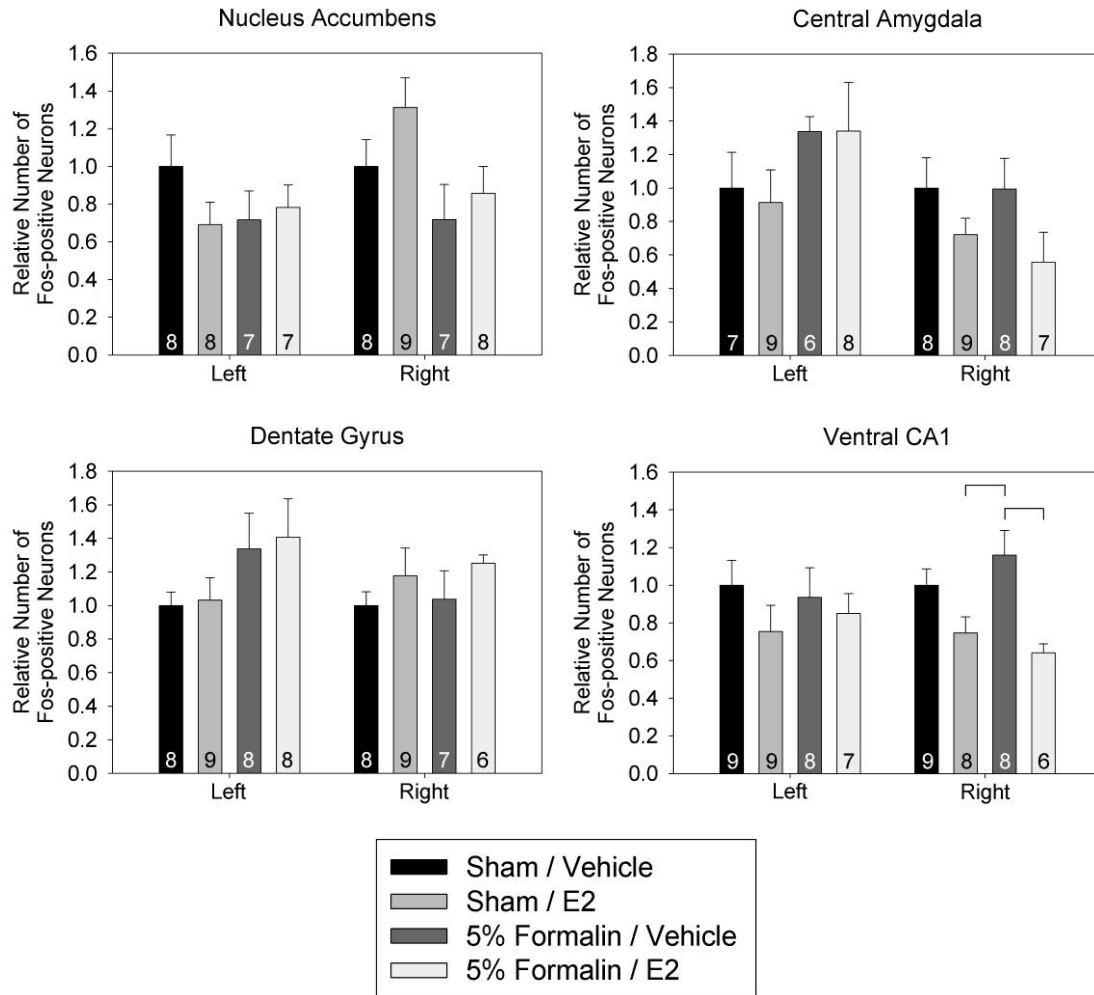 Nucleus Accumbens
Relative Number of
Fos-positive Neurons
1.6
1.4
1.2
1.0
0.8
0.6
0.4
0.2
0.0
8 8 7 7 8 9 7 8
Left Right
Central Amygdala
Relative Number of
Fos-positive Neurons
1.8
1.6
1.4
1.2
1.0
0.8
0.6
0.4
0.2
0.0
7 9 6 8 8 9 8 7
Left Right
Dentate Gyrus
Relative Number of
Fos-positive Neurons
1.8
1.6
1.4
1.2
1.0
0.8
0.6
0.4
0.2
0.0
8 9 8 8 8 9 7 6
Left Right
Ventral CA1
Relative Number of
Fos-positive Neurons
1.6
1.4
1.2
1.0
0.8
0.6
0.4
0.2
0.0
9 9 8 7 9 8 8 6
Left Right
Sham / Vehicle
Sham / E2
5% Formalin / Vehicle
5% Formalin / E2